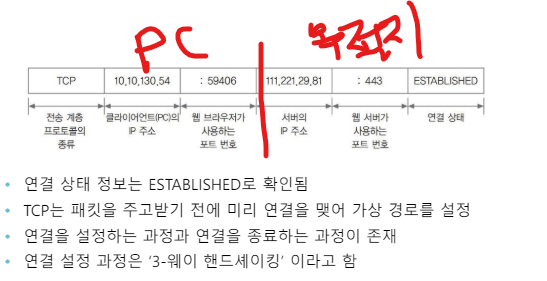 PC
TCP
10,10,130,54
: 59406
111,221,29,81
: 443
ESTABLISHED
전송 계층
프로토콜의
종류
클라이언트(PC)의
IP 주소
웹 브라우저가
사용하는
포트 번호
서버의
IP 주소
웹 서버가
사용하는
포트 번호
연결 상태
• 연결 상태 정보는 ESTABLISHED로 확인됨
• TCP는 패킷을 주고받기 전에 미리 연결을 맺어 가상 경로를 설정
• 연결을 설정하는 과정과 연결을 종료하는 과정이 존재
• 연결 설정 과정은 ‘3-웨이 핸드셰이킹’ 이라고 함